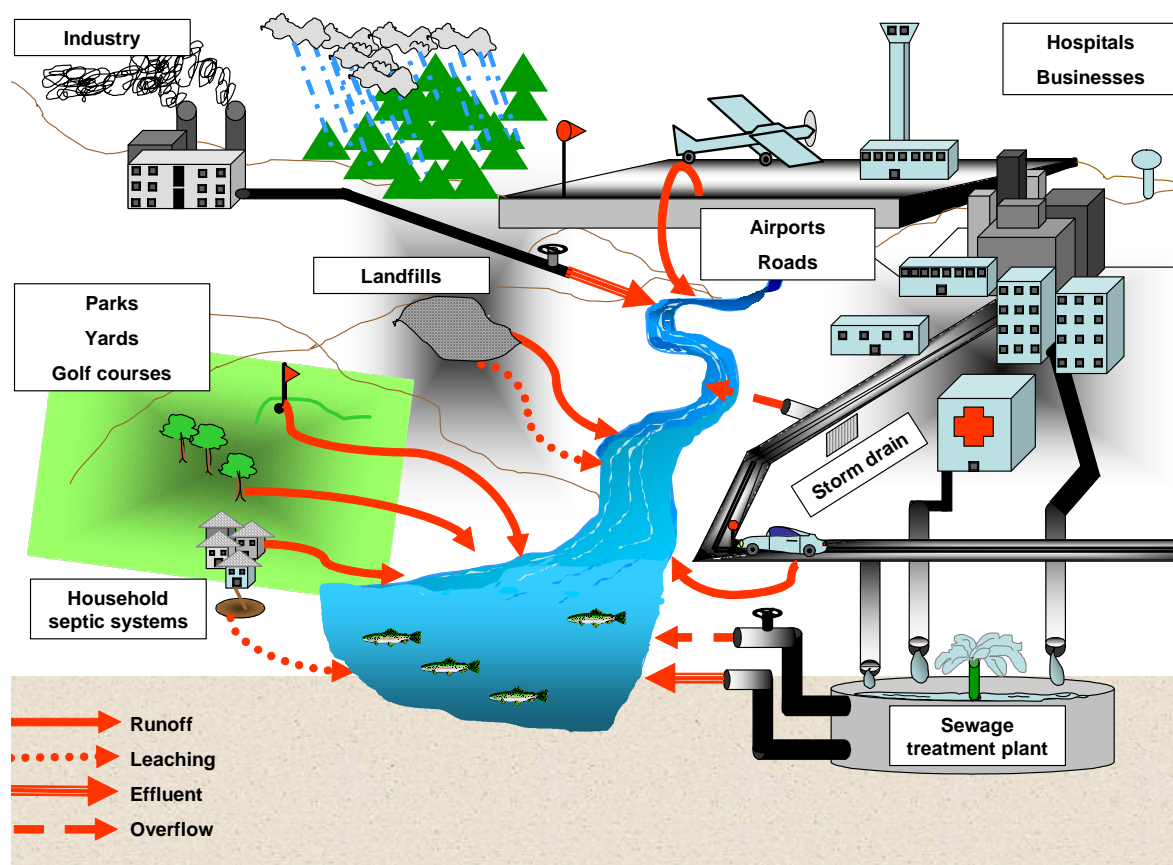 Industry
Hospitals
Businesses
Airports
Roads
Landfills
Parks
Yards
Golf courses
Storm drain
Household
septic systems
Sewage
treatment plant
Runoff
Leaching
Effluent
Overflow